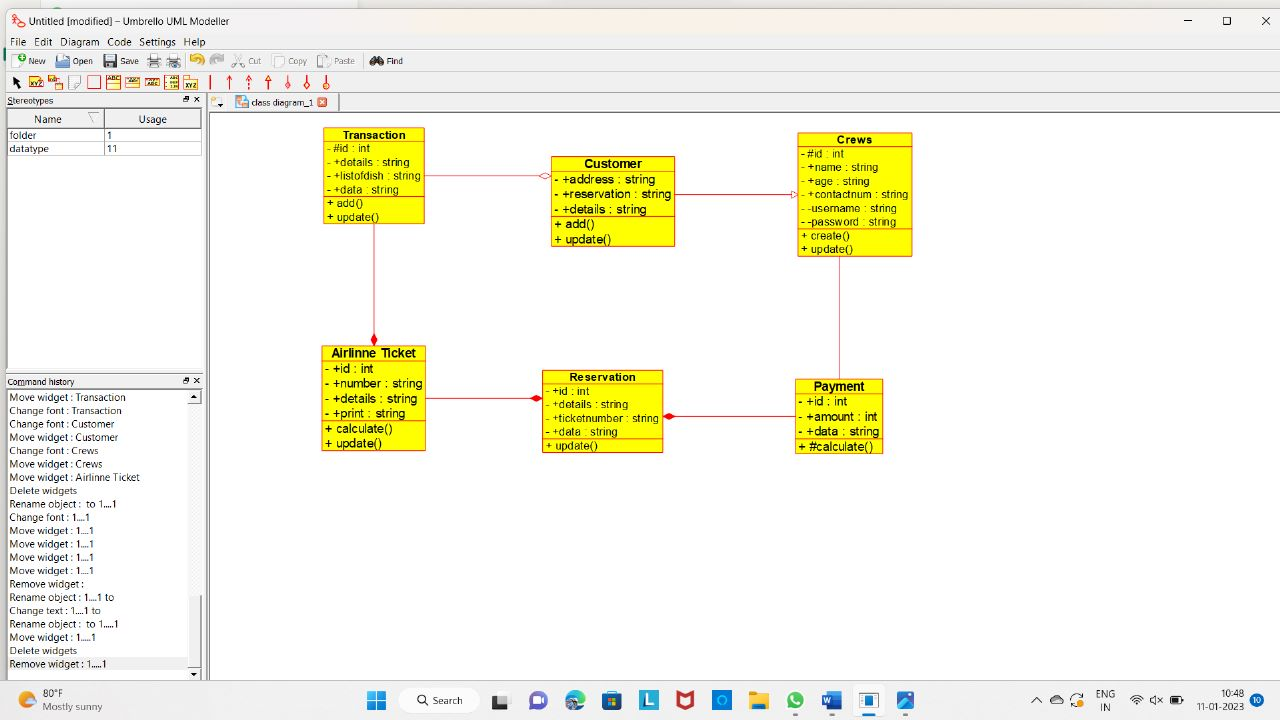 Untitled [modified] – Umbrello UML Modeller
File Edit Diagram Code Settings Help
New Open Save Cut Copy Paste Find
Stereotypes
class diagram_1
Name Usage
folder 1
datatype 11
Transaction
- #id : int
- +details : string
- +listofdish : string
- +data : string
+ add()
+ update()
Customer
- +address : string
- +reservation : string
- +details : string
+ add()
+ update()
Crews
- #id : int
- +name : string
- +age : string
- +contactnum : string
- -username : string
- -password : string
+ create()
+ update()
Airlinne Ticket
- +id : int
- +number : string
- +details : string
- +print : string
+ calculate()
+ update()
Reservation
- +id : int
- +details : string
- +ticketnumber : string
- +data : string
+ update()
Payment
- +id : int
- +amount : int
- +data : string
+ #calculate()
Command history
Move widget : Transaction
Change font : Transaction
Change font : Customer
Move widget : Customer
Change font : Crews
Move widget : Crews
Move widget : Airlinne Ticket
Delete widgets
Rename object :  to 1....1
Change font : 1....1
Move widget : 1....1
Move widget : 1....1
Move widget : 1....1
Move widget : 1....1
Remove widget :
Rename object : 1....1 to
Change text : 1....1 to
Rename object :  to 1.....1
Move widget : 1.....1
Delete widgets
Remove widget : 1.....1
80°F
Mostly sunny
Search
ENG
IN
10:48
11-01-2023
10